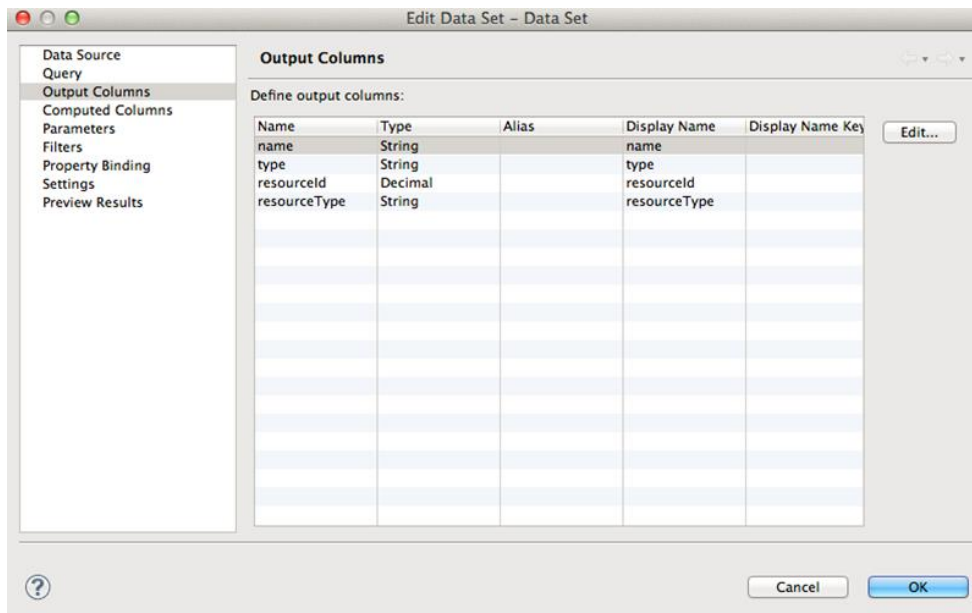 Edit Data Set – Data Set
Data Source
Query
Output Columns
Computed Columns
Parameters
Filters
Property Binding
Settings
Preview Results
Output Columns
Define output columns:
Name Type Alias Display Name Display Name Key
name String name
type String type
resourceId Decimal resourceId
resourceType String resourceType
Edit...
?
Cancel OK